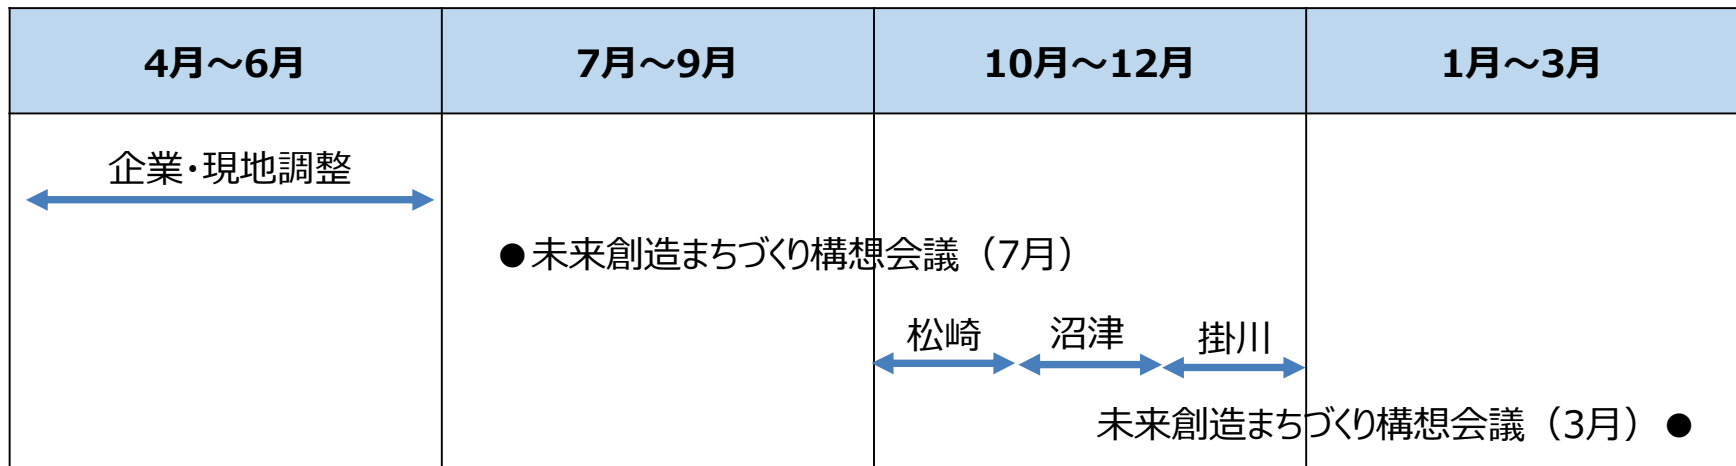 4月～6月 7月～9月 10月～12月 1月～3月
企業・現地調整
●未来創造まちづくり構想会議（7月）
松崎 沼津 掛川
未来創造まちづくり構想会議（3月）●